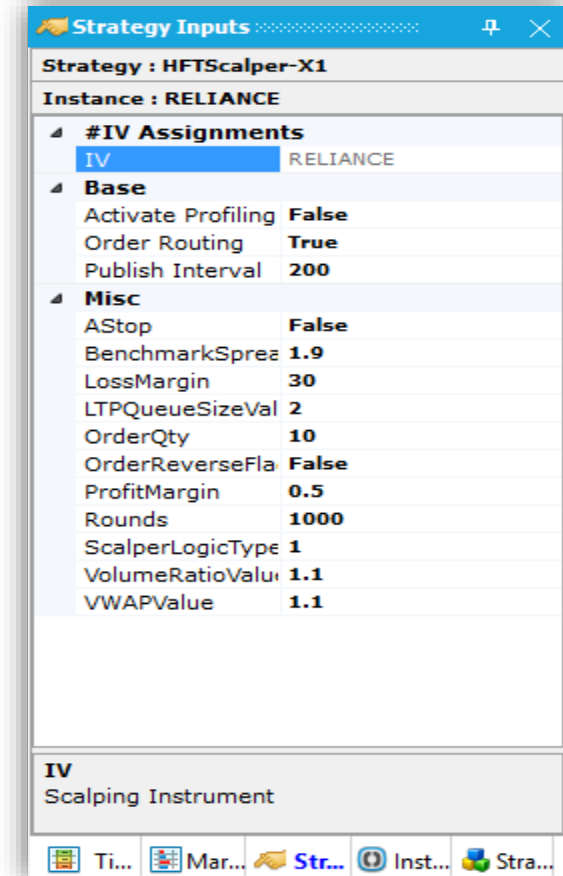 Strategy Inputs
Strategy : HFTScalper-X1
Instance : RELIANCE
#IV Assignments
IV RELIANCE
Base
Activate Profiling False
Order Routing True
Publish Interval 200
Misc
AStop False
BenchmarkSprea 1.9
LossMargin 30
LTPQueueSizeVal 2
OrderQty 10
OrderReverseFla False
ProfitMargin 0.5
Rounds 1000
ScalperLogicType 1
VolumeRatioValu 1.1
VWAPValue 1.1
IV
Scalping Instrument
Ti... Mar... Str... Inst... Stra...